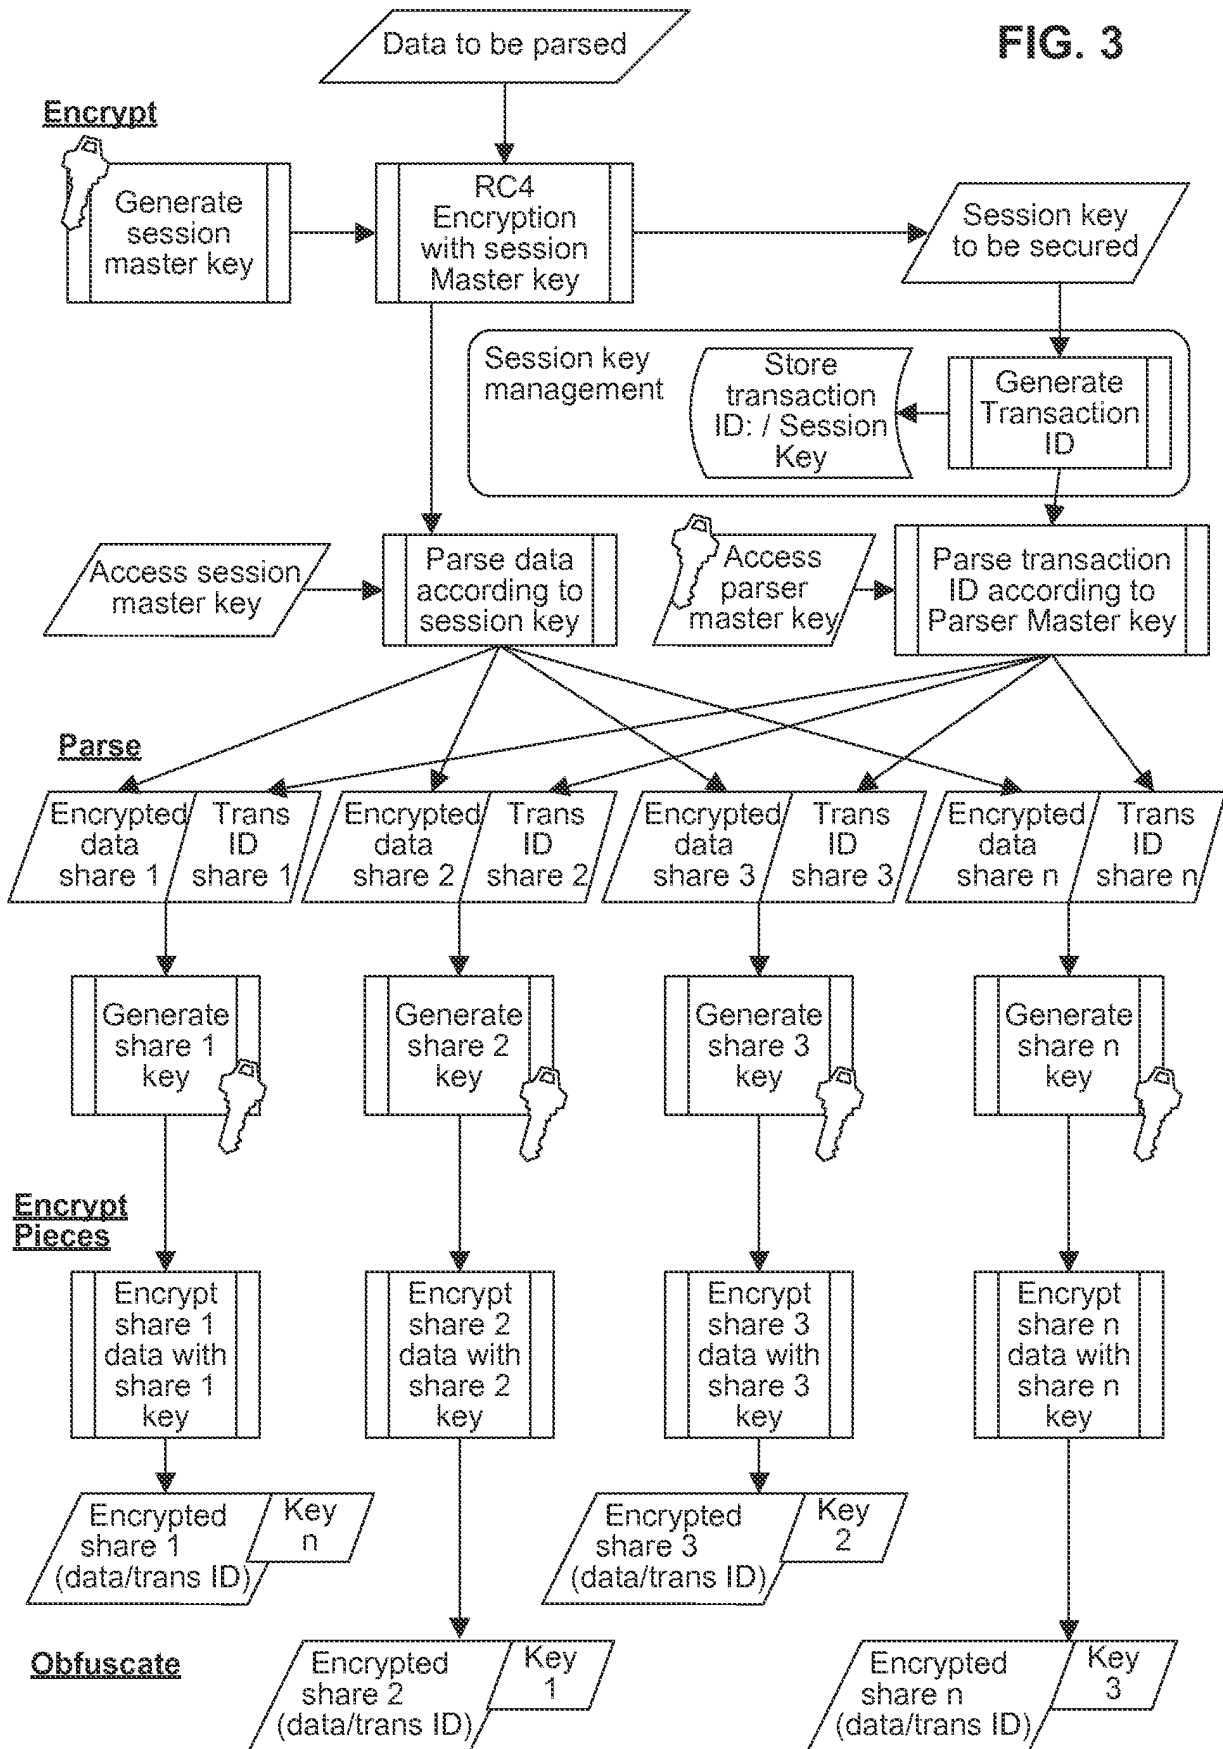 FIG. 3
Data to be parsed
Encrypt
Generate
session
master key
RC4
Encryption
with session
Master key
Session key
to be secured
Session key
management
Store
transaction
ID: / Session
Key
Generate
Transaction
ID
Access session
master key
Parse data
according to
session key
Access
parser
master key
Parse transaction
ID according to
Parser Master key
Parse
Encrypted
data
share 1
Trans
ID
share 1
Encrypted
data
share 2
Trans
ID
share 2
Encrypted
data
share 3
Trans
ID
share 3
Encrypted
data
share n
Trans
ID
share n
Generate
share 1
key
Generate
share 2
key
Generate
share 3
key
Generate
share n
key
Encrypt
Pieces
Encrypt
share 1
data with
share 1
key
Encrypt
share 2
data with
share 2
key
Encrypt
share 3
data with
share 3
key
Encrypt
share n
data with
share n
key
Encrypted
share 1
(data/trans ID)
Key
n
Encrypted
share 3
(data/trans ID)
Key
2
Obfuscate
Encrypted
share 2
(data/trans ID)
Key
1
Encrypted
share n
(data/trans ID)
Key
3